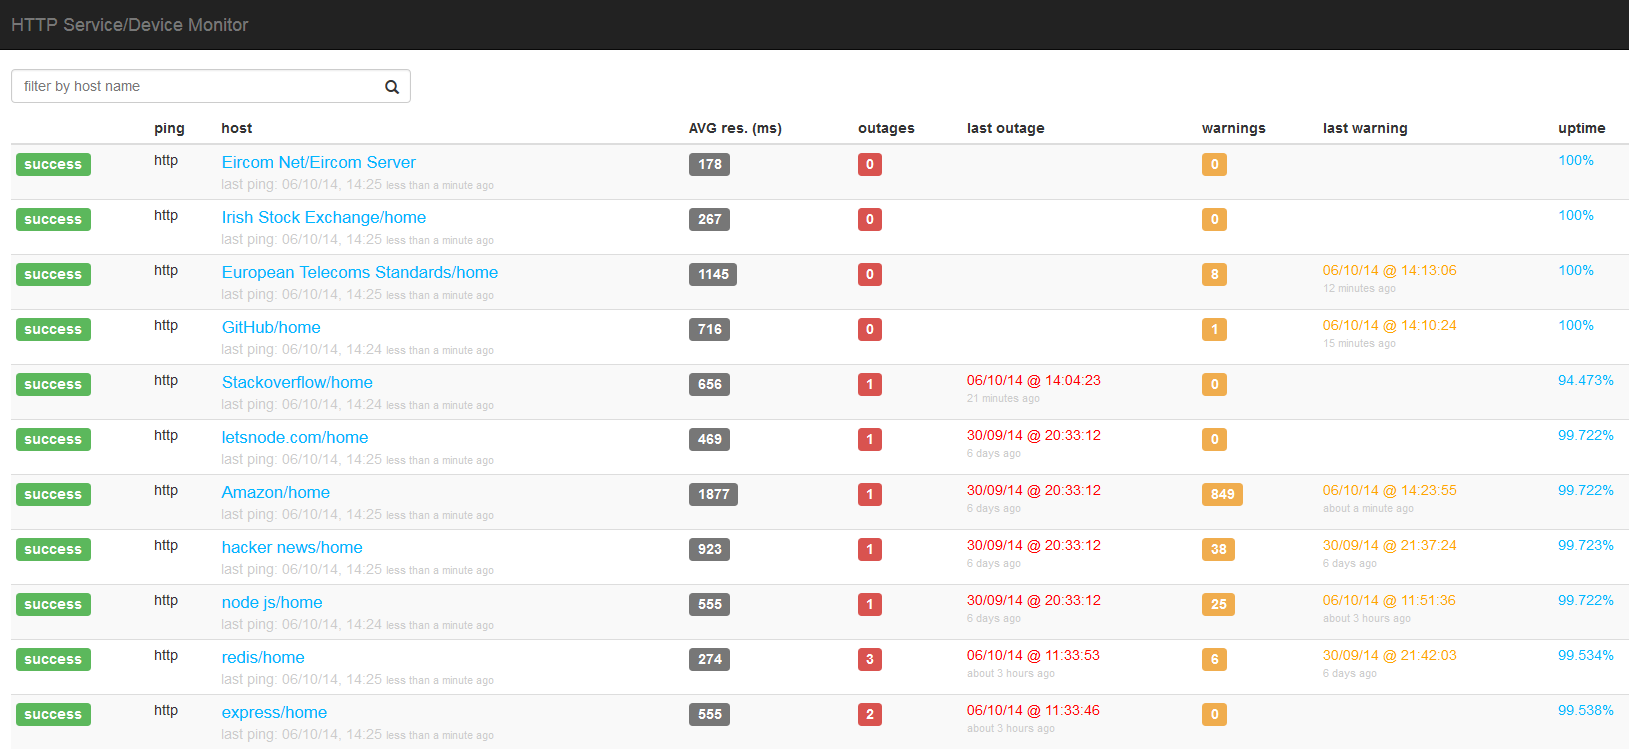 HTTP Service/Device Monitor
filter by host name
ping host AVG res. (ms) outages last outage warnings last warning uptime
success http Eircom Net/Eircom Server 178 0 0 100%
last ping: 06/10/14, 14:25 less than a minute ago
success http Irish Stock Exchange/home 267 0 0 100%
last ping: 06/10/14, 14:25 less than a minute ago
success http European Telecoms Standards/home 1145 0 8 06/10/14 @ 14:13:06 100%
last ping: 06/10/14, 14:25 less than a minute ago 12 minutes ago
success http GitHub/home 716 0 1 06/10/14 @ 14:10:24 100%
last ping: 06/10/14, 14:24 less than a minute ago 15 minutes ago
success http Stackoverflow/home 656 1 06/10/14 @ 14:04:23 0 94.473%
last ping: 06/10/14, 14:24 less than a minute ago 21 minutes ago
success http letsnode.com/home 469 1 30/09/14 @ 20:33:12 0 99.722%
last ping: 06/10/14, 14:25 less than a minute ago 6 days ago
success http Amazon/home 1877 1 30/09/14 @ 20:33:12 849 06/10/14 @ 14:23:55 99.722%
last ping: 06/10/14, 14:25 less than a minute ago 6 days ago about a minute ago
success http hacker news/home 923 1 30/09/14 @ 20:33:12 38 30/09/14 @ 21:37:24 99.723%
last ping: 06/10/14, 14:25 less than a minute ago 6 days ago 6 days ago
success http node js/home 555 1 30/09/14 @ 20:33:12 25 06/10/14 @ 11:51:36 99.722%
last ping: 06/10/14, 14:24 less than a minute ago 6 days ago about 3 hours ago
success http redis/home 274 3 06/10/14 @ 11:33:53 6 30/09/14 @ 21:42:03 99.534%
last ping: 06/10/14, 14:25 less than a minute ago about 3 hours ago 6 days ago
success http express/home 555 2 06/10/14 @ 11:33:46 0 99.538%
last ping: 06/10/14, 14:25 less than a minute ago about 3 hours ago